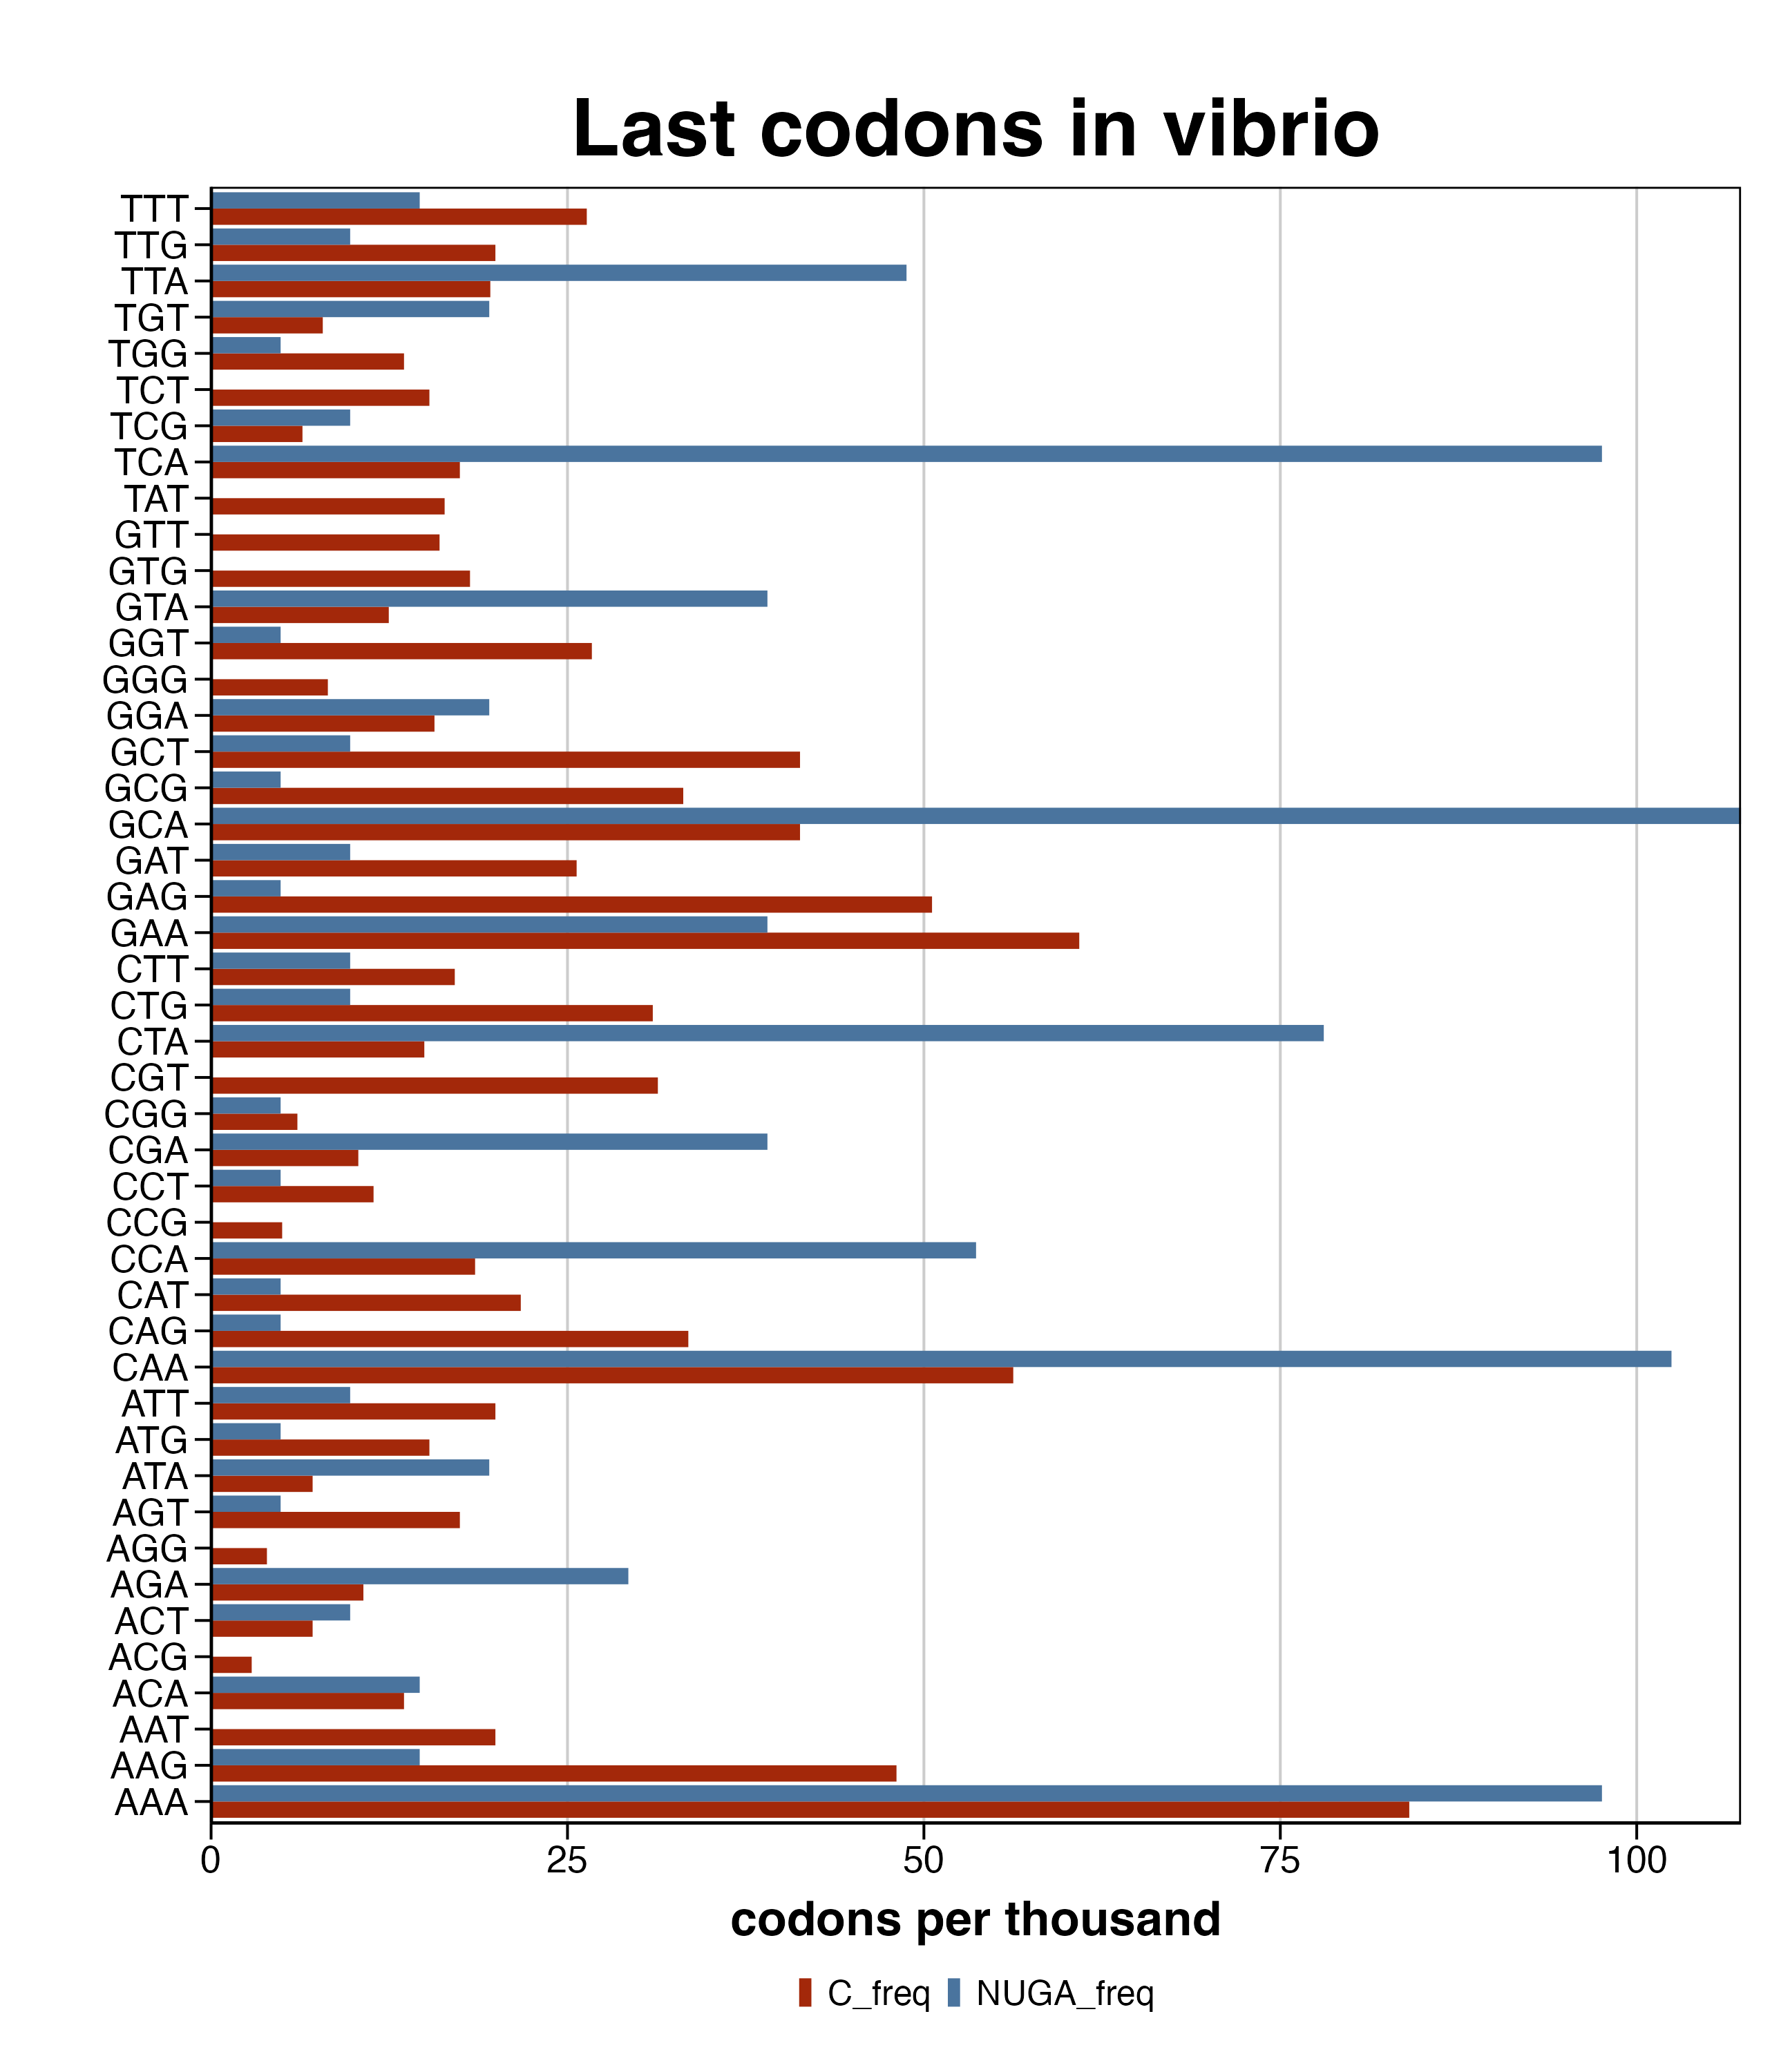 Last codons in vibrio
TTT
TTG
TTA
TGT
TGG
TCT
TCG
TCA
TAT
GTT
GTG
GTA
GGT
GGG
GGA
GCT
GCG
GCA
GAT
GAG
GAA
CTT
CTG
CTA
CGT
CGG
CGA
CCT
CCG
CCA
CAT
CAG
CAA
ATT
ATG
ATA
AGT
AGG
AGA
ACT
ACG
ACA
AAT
AAG
AAA
0 25 50 75 100
codons per thousand
C_freq NUGA_freq